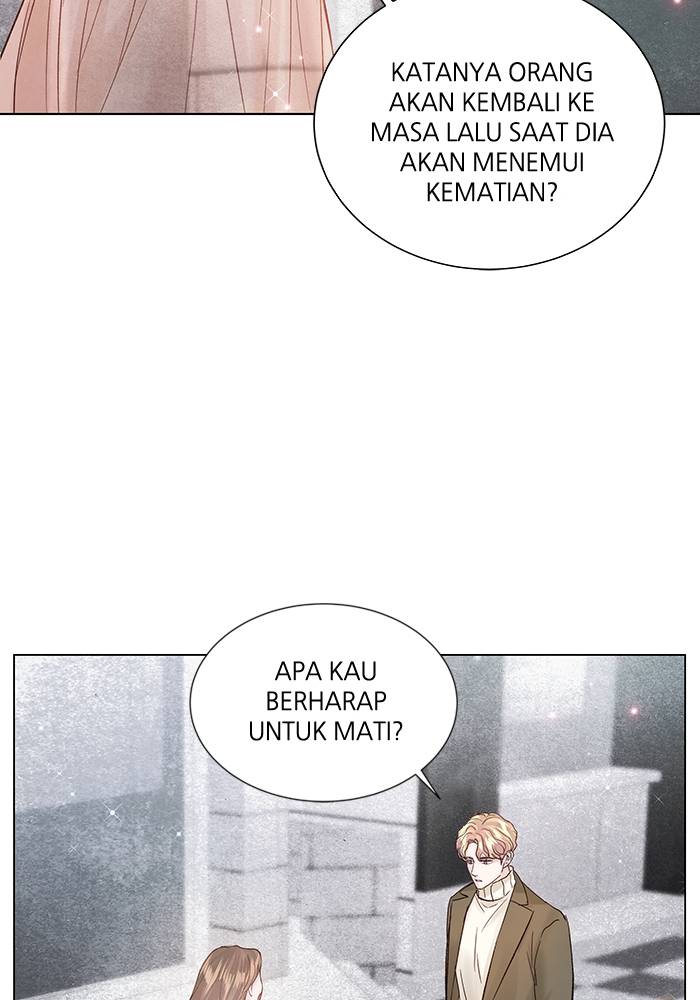 KATANYA ORANG
AKAN KEMBALI KE
MASA LALU SAAT DIA
AKAN MENEMUI
KEMATIAN?
APA KAU
BERHARAP
UNTUK MATI?